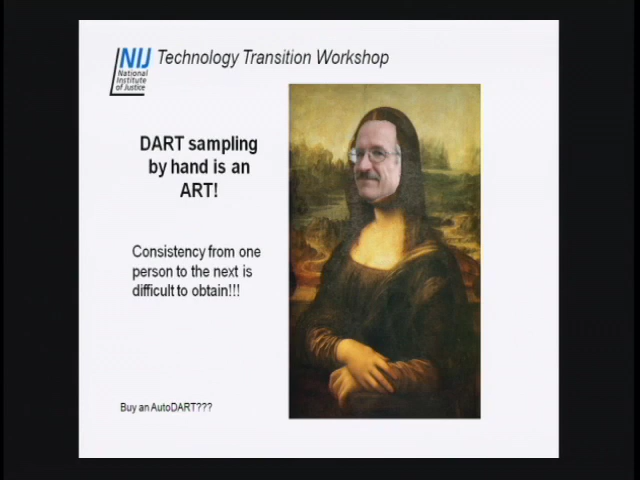 NIJ Technology Transition Workshop
National
Institute
of Justice
DART sampling
by hand is an
ART!
Consistency from one
person to the next is
difficult to obtain!!!
Buy an AutoDART???